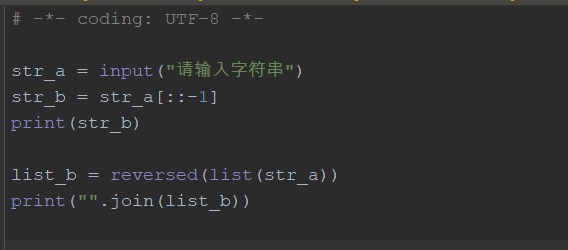 # -*- coding: UTF-8 -*-
str_a = input("请输入字符串")
str_b = str_a[::-1]
print(str_b)
list_b = reversed(list(str_a))
print("".join(list_b))